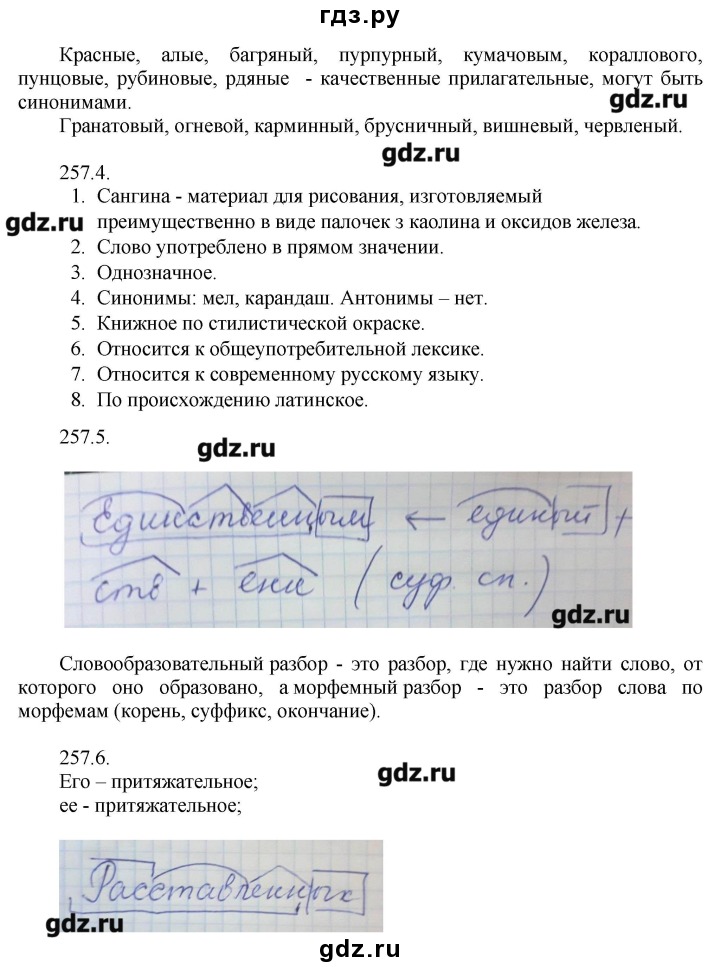 гдз.ру
Красные, алые, багряный, пурпурный, кумачовым, кораллового,
пунцовые, рубиновые, рдяные - качественные прилагательные, могут быть
синонимами.
gdz.ru
Гранатовый, огневой, карминный, брусничный, вишневый, червленый.
gdz.ru
257.4.
1. Сангина - материал для рисования, изготовляемый
gdz.ru
преимущественно в виде палочек з каолина и оксидов железа.
2. Слово употреблено в прямом значении.
3. Однозначное.
4. Синонимы: мел, карандаш. Антонимы – нет.
5. Книжное по стилистической окраске.
6. Относится к общеупотребительной лексике.
7. Относится к современному русскому языку.
8. По происхождению латинское.
257.5.
gdz.ru
Единственным ← единый +
ств + енн (суф. сп.)
gdz.ru
Словообразовательный разбор - это разбор, где нужно найти слово, от
которого оно образовано, а морфемный разбор - это разбор слова по
морфемам (корень, суффикс, окончание).
257.6.
gdz.ru
Его – притяжательное;
ее - притяжательное;
Расставленных
gdz.ru
gdz.ru